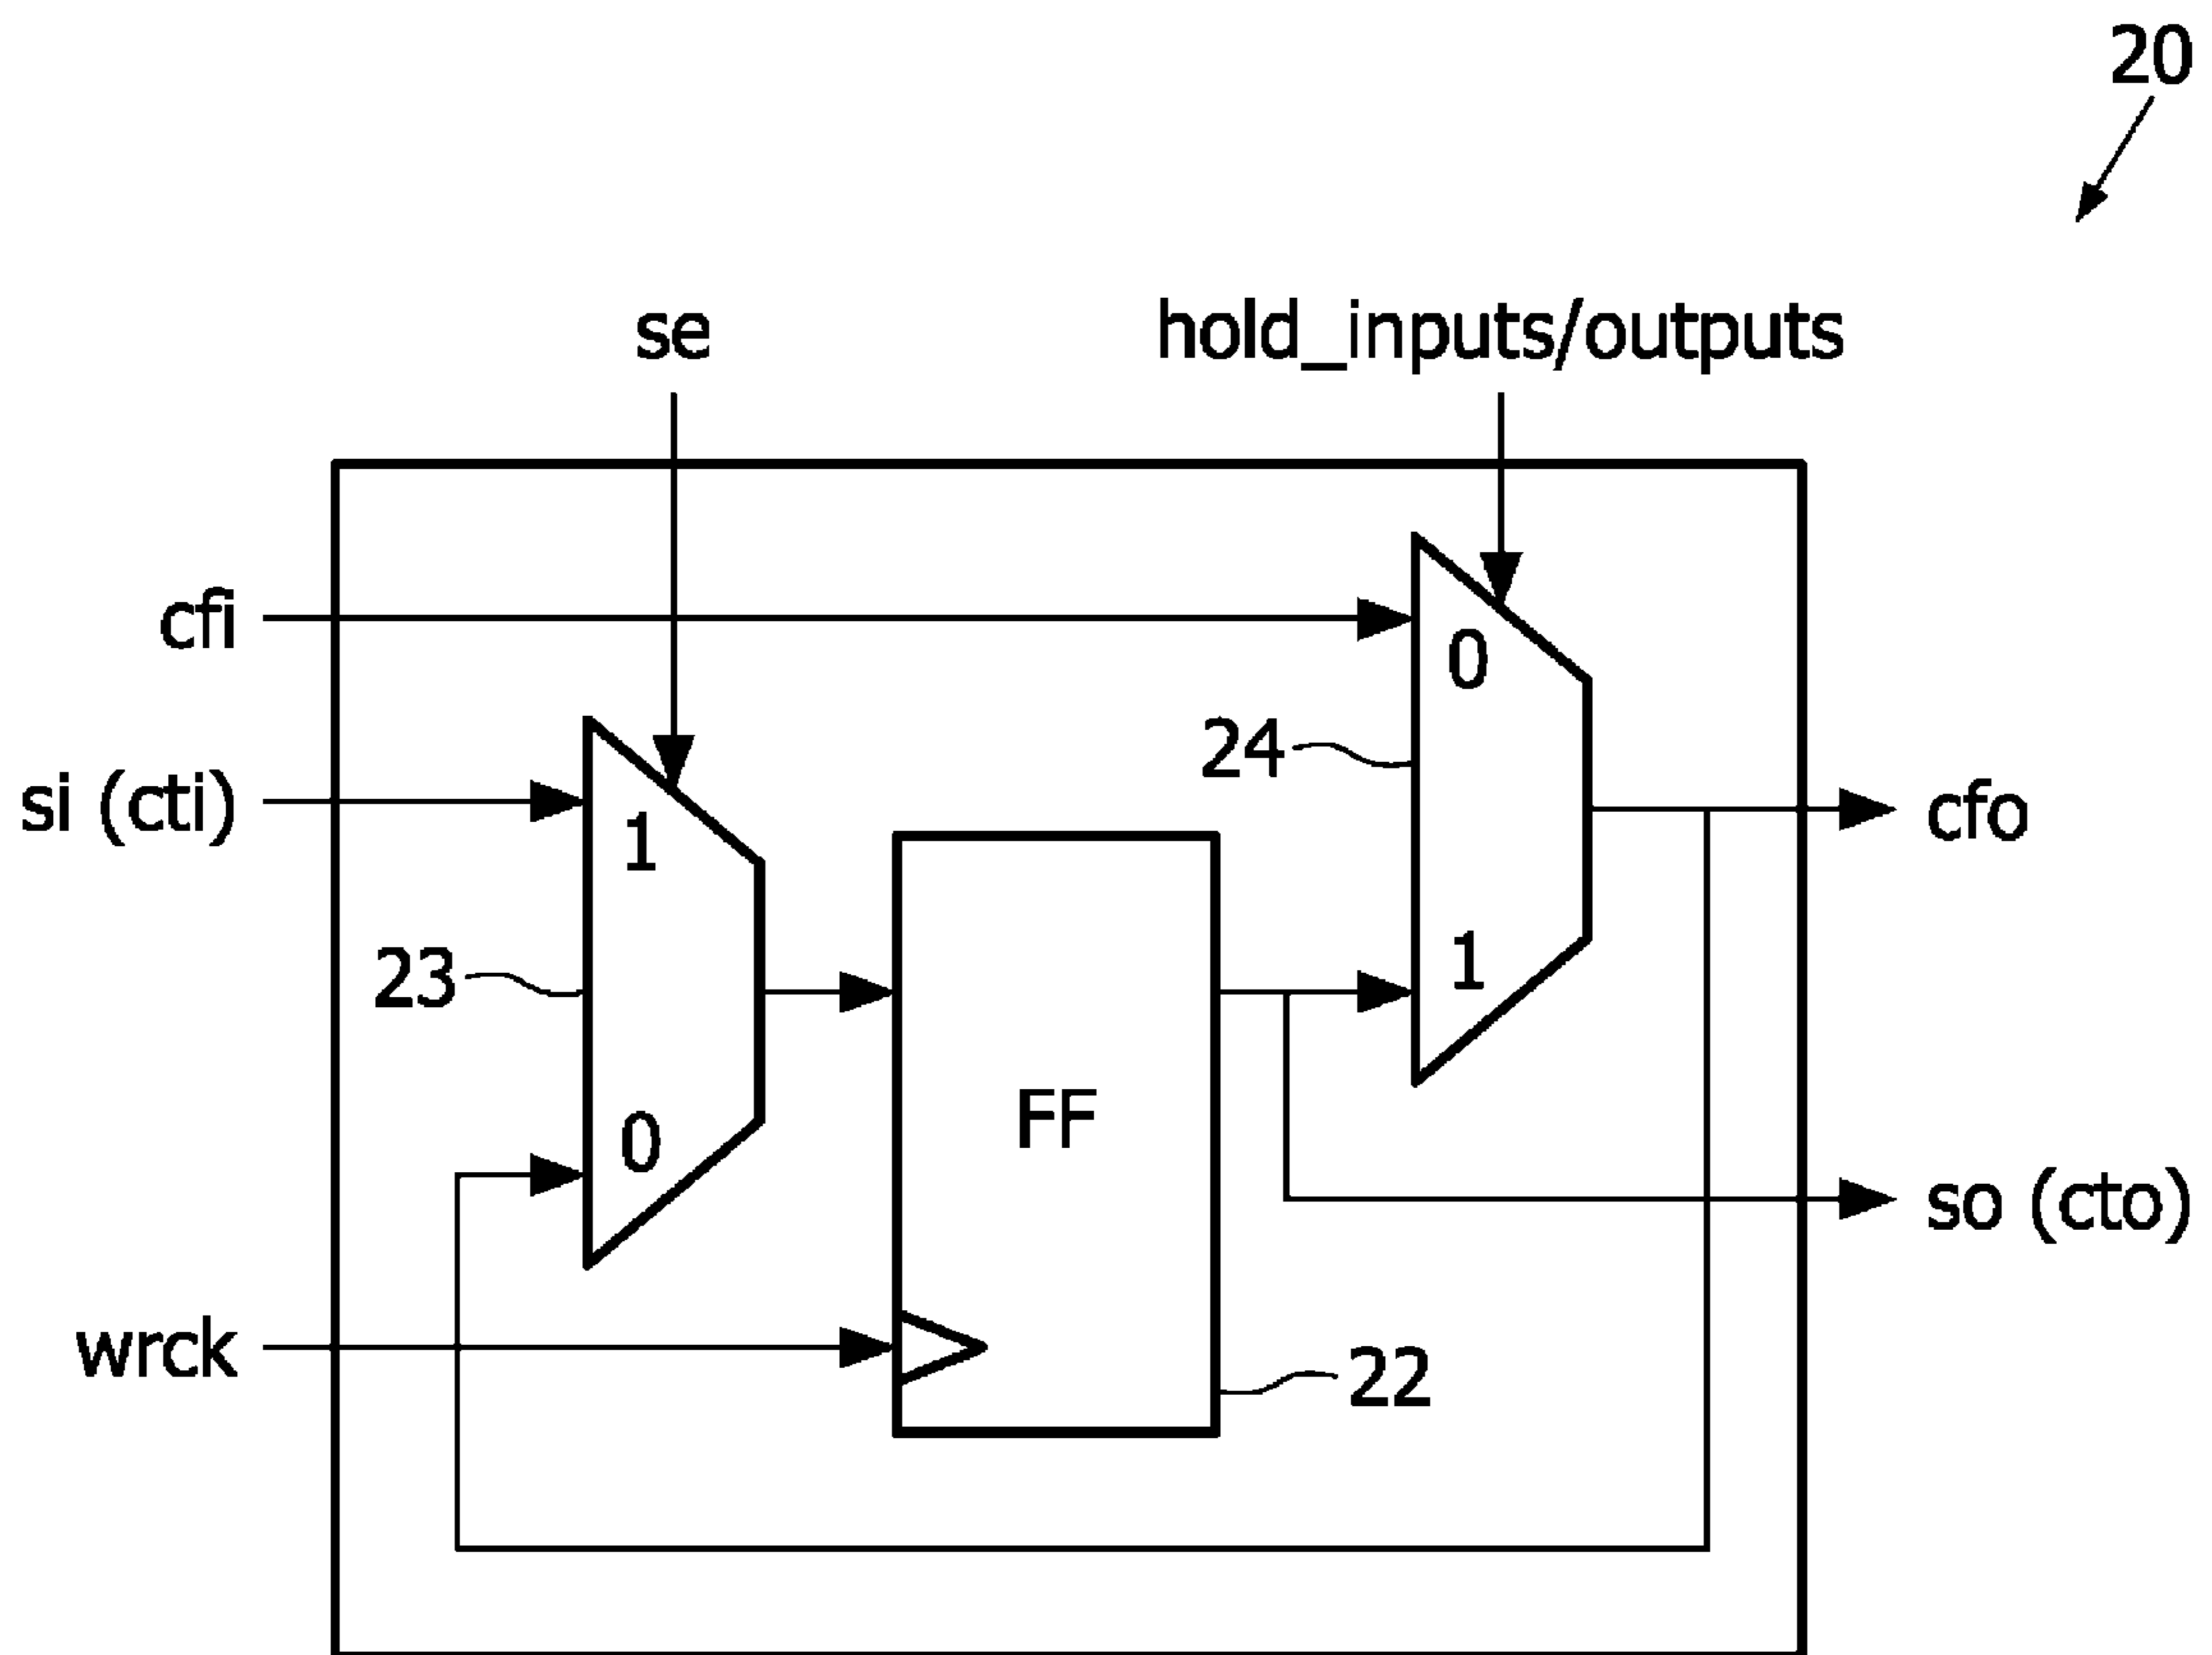 20
se
hold_inputs/outputs
cfi
0
24
si (cti)
1
cfo
23
1
FF
0
so (cto)
wrck
22